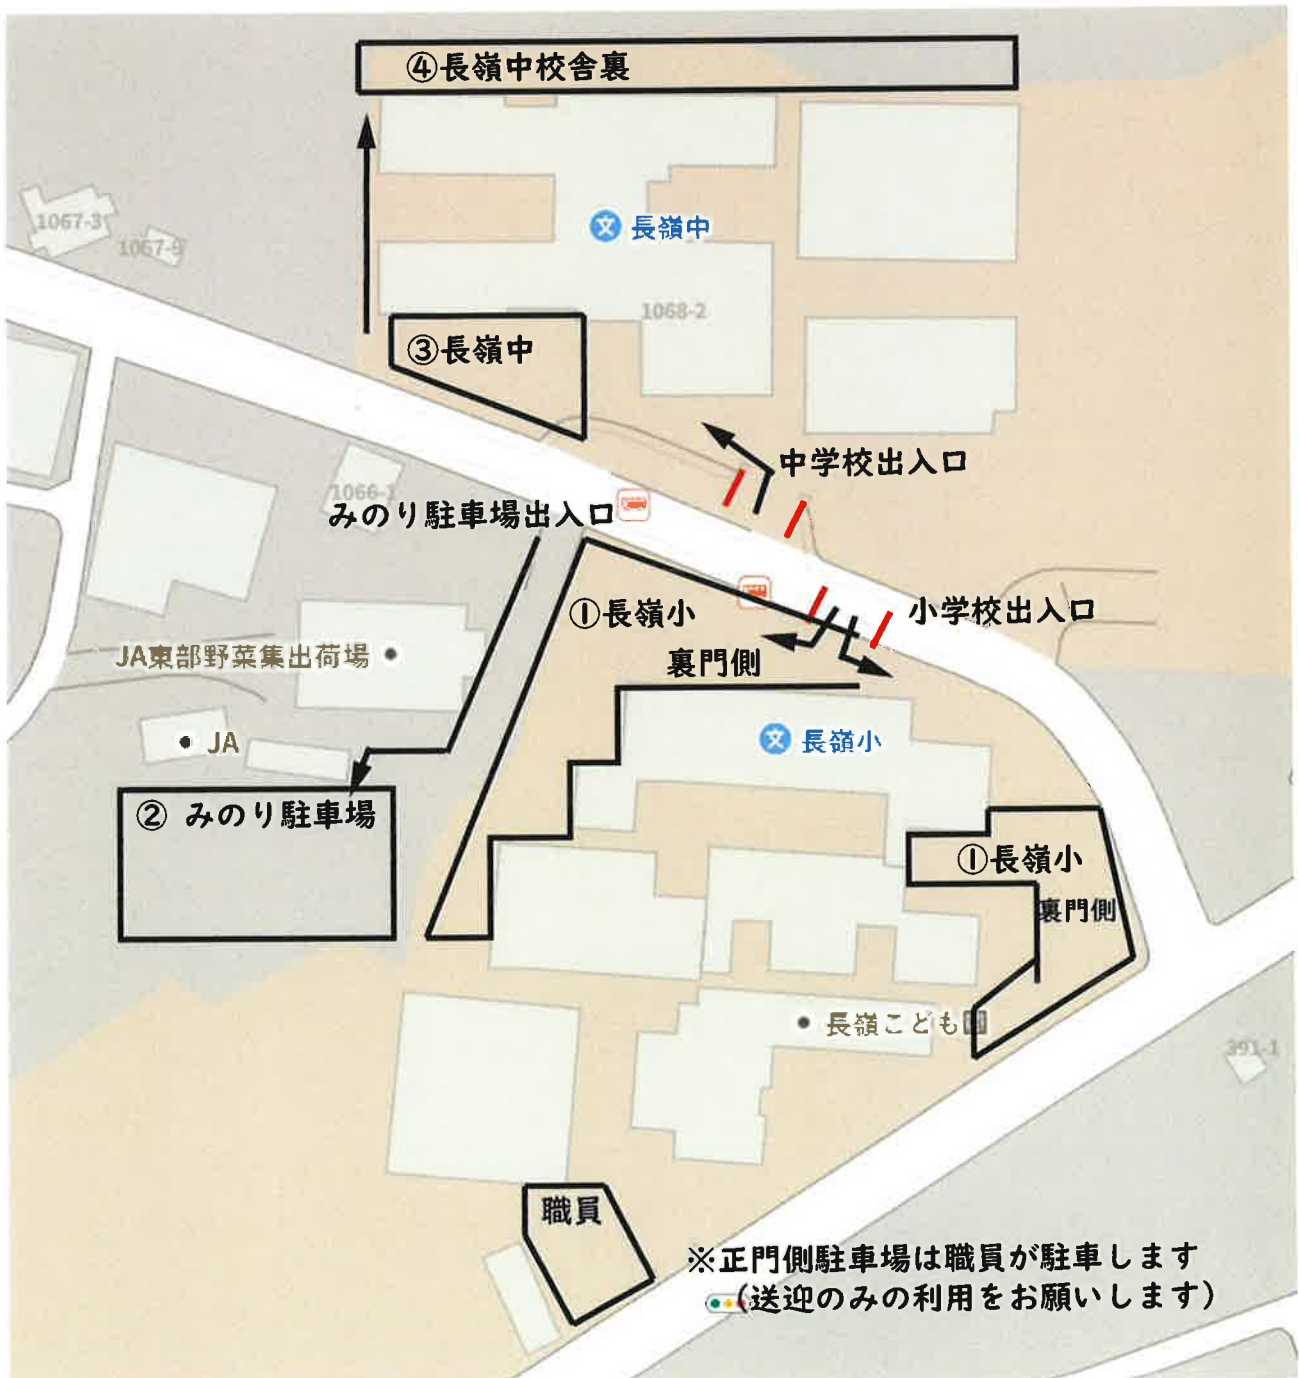 ④長嶺中校舎裏
1067-3
1067-5
長嶺中
1068-2
③長嶺中
中学校出入口
1066-1
みのり駐車場出入口
①長嶺小
裏門側
小学校出入口
JA東部野菜集出荷場
JA
長嶺小
② みのり駐車場
①長嶺小
裏門側
長嶺こども園
391-1
職員
※正門側駐車場は職員が駐車します
(送迎のみの利用をお願いします)